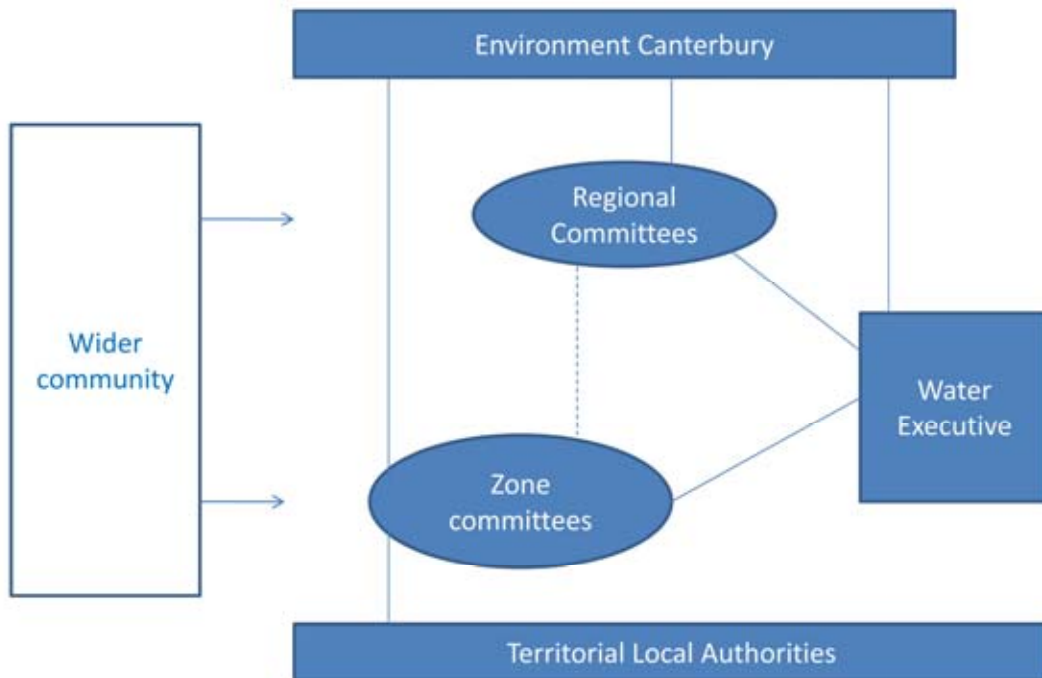 Environment Canterbury
Regional
Committees
Wider
community
Water
Executive
Zone
committees
Territorial Local Authorities